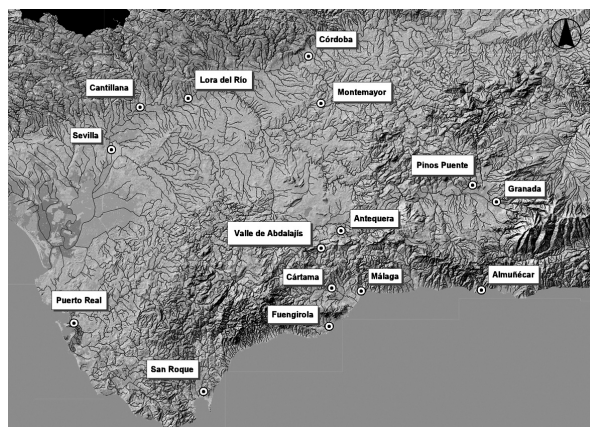 Córdoba
Lora del Río
Cantillana
Montemayor
Sevilla
Pinos Puente
Granada
Antequera
Valle de Abdalajís
Cártama
Málaga
Almuñécar
Puerto Real
Fuengirola
San Roque